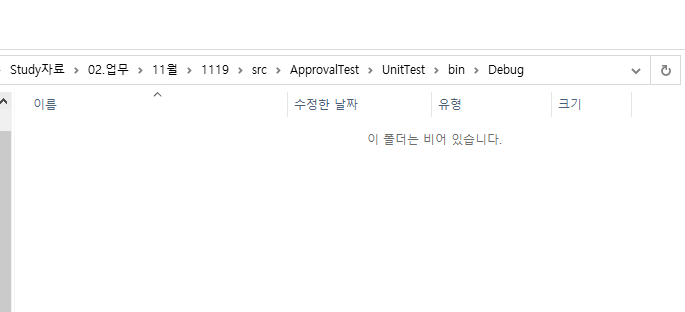 Study자료 > 02.업무 > 11월 > 1119 > src > ApprovalTest > UnitTest > bin > Debug
이름 수정한 날짜 유형 크기
이 폴더는 비어 있습니다.